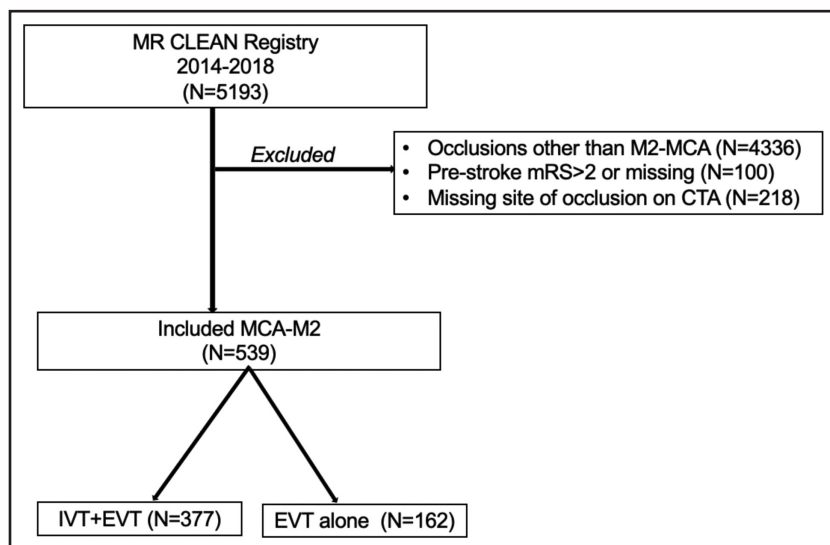 MR CLEAN Registry
2014-2018
(N=5193)
Excluded
• Occlusions other than M2-MCA (N=4336)
• Pre-stroke mRS>2 or missing (N=100)
• Missing site of occlusion on CTA (N=218)
Included MCA-M2
(N=539)
IVT+EVT (N=377)
EVT alone (N=162)